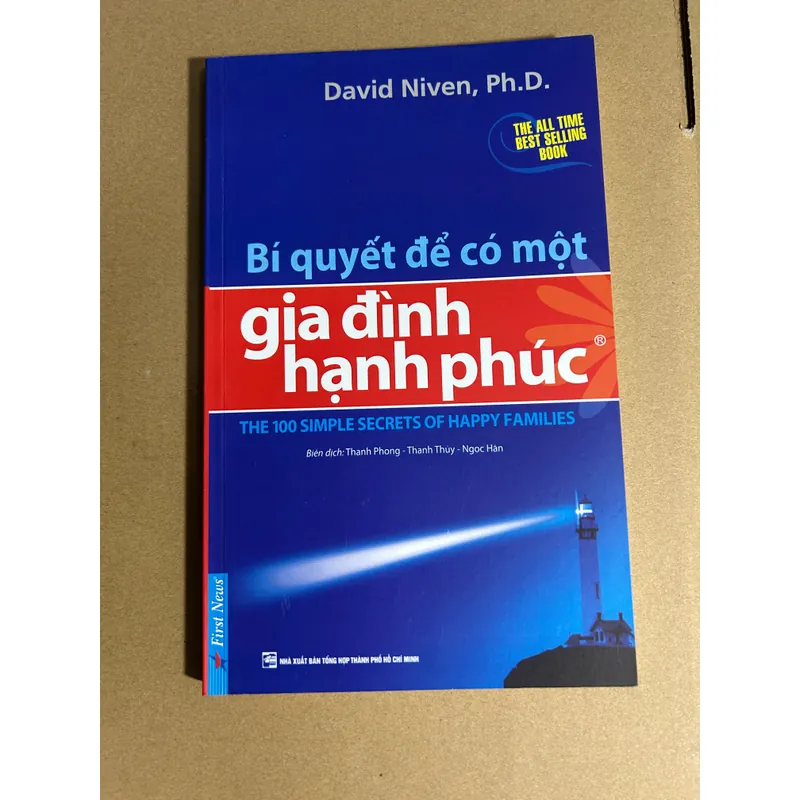 David Niven, Ph.D.
THE ALL TIME
BEST SELLING
BOOK
Bí quyết để có một
gia đình
hạnh phúc®
THE 100 SIMPLE SECRETS OF HAPPY FAMILIES
Biên dịch: Thanh Phong - Thanh Thùy - Ngọc Hân
First News
NHÀ XUẤT BẢN TỔNG HỢP THÀNH PHỐ HỒ CHÍ MINH